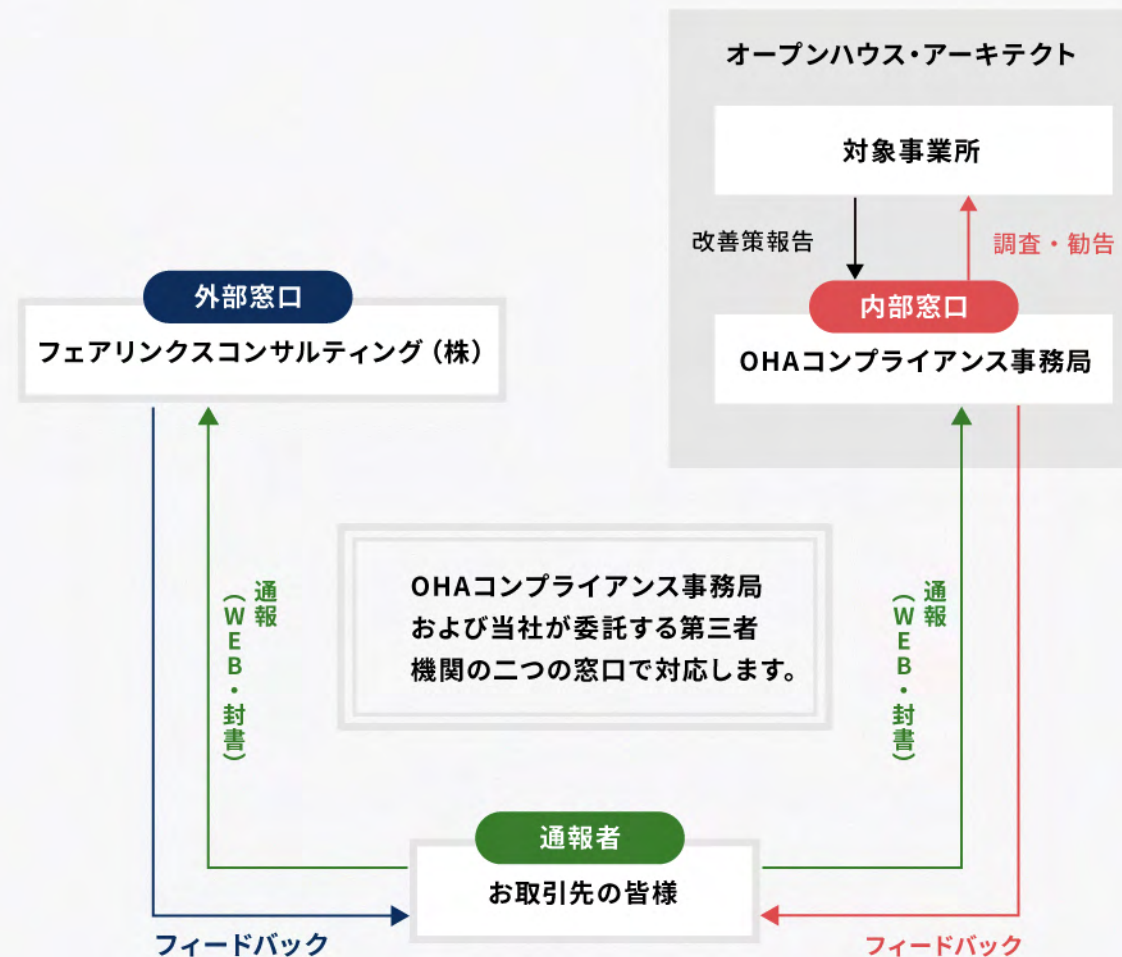 オープンハウス・アーキテクト
対象事業所
改善策報告
調査・勧告
外部窓口
フェアリンクスコンサルティング（株）
内部窓口
OHAコンプライアンス事務局
通報
（WEB・封書）
OHAコンプライアンス事務局
および当社が委託する第三者
機関の二つの窓口で対応します。
通報
（WEB・封書）
通報者
お取引先の皆様
フィードバック
フィードバック